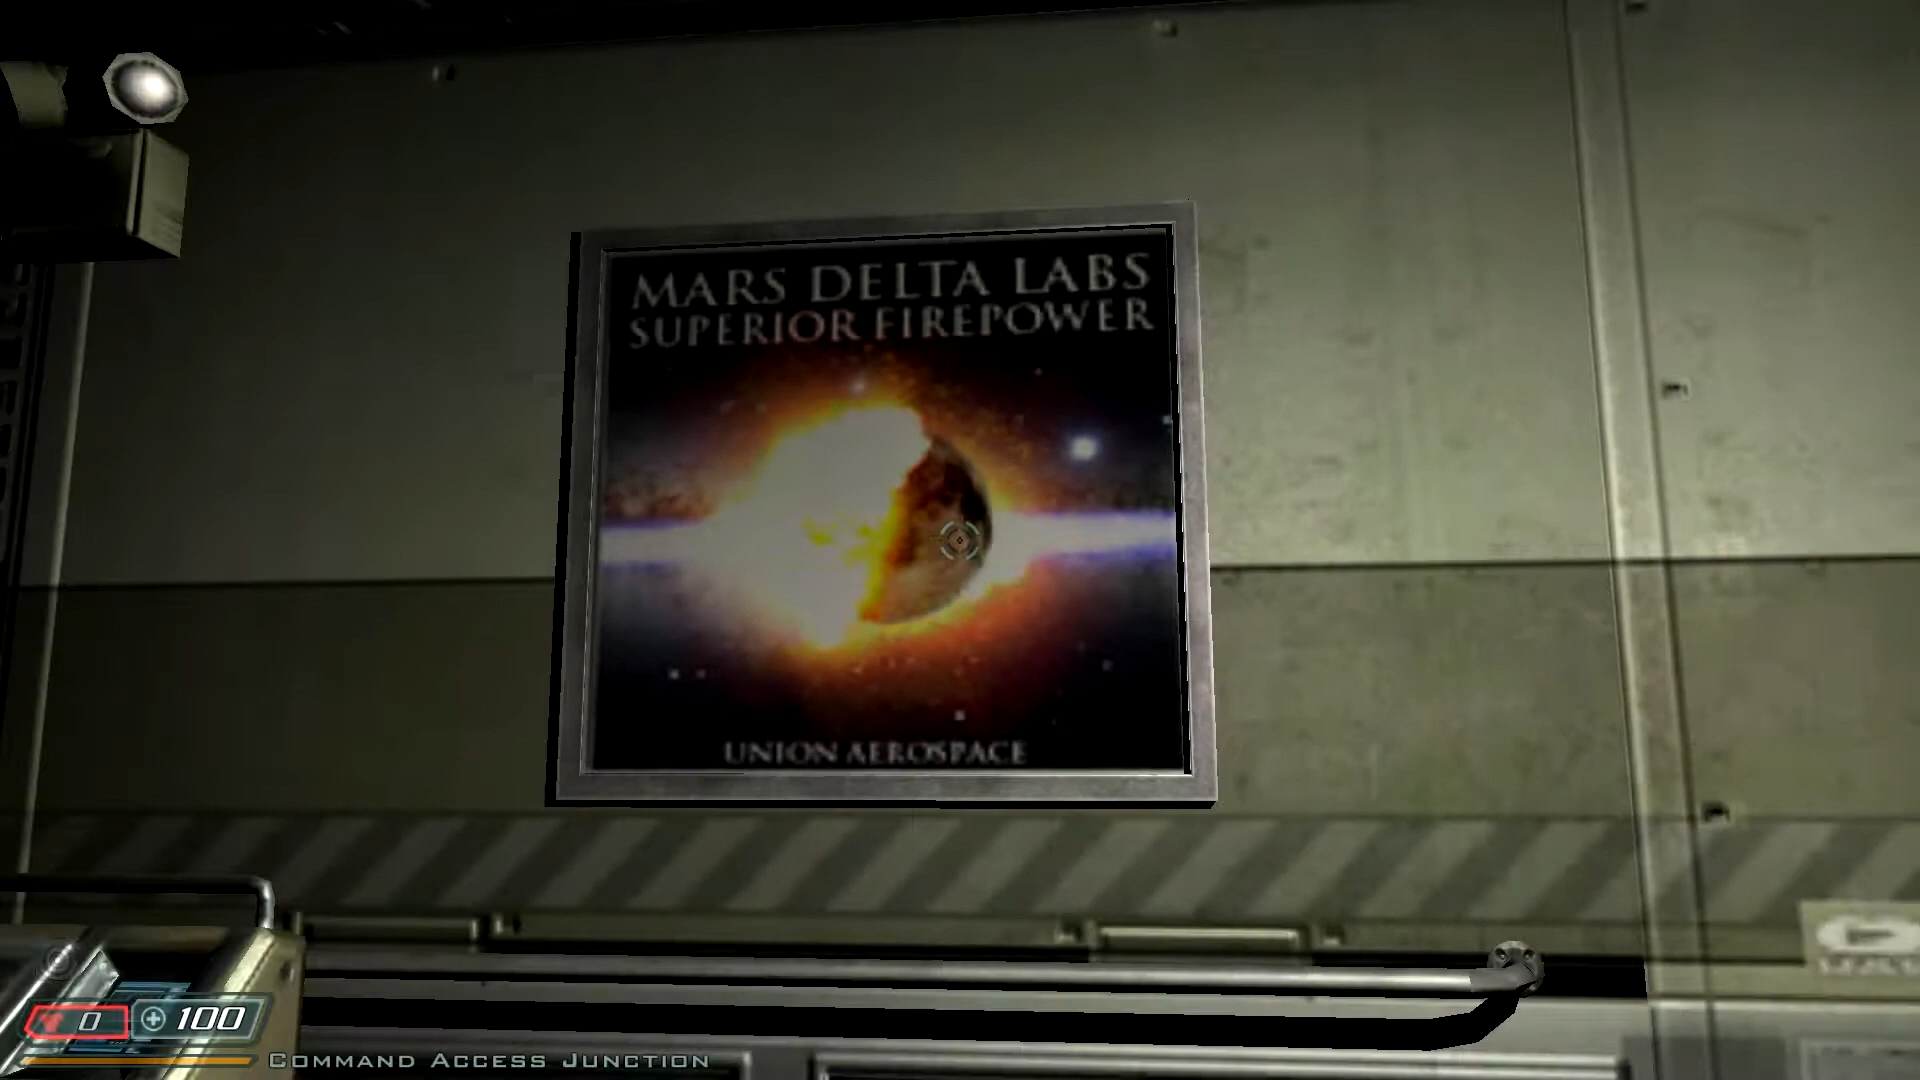 MARS DELTA LABS
SUPERIOR FIREPOWER
UNION AEROSPACE
0
100
COMMAND ACCESS JUNCTION